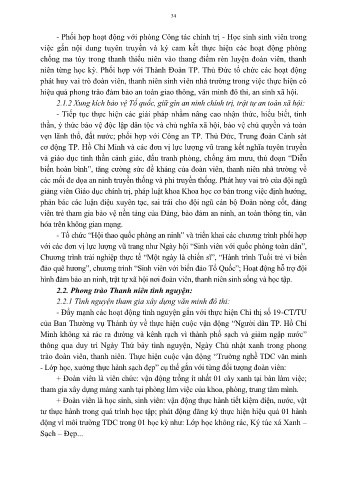 34
- Phối hợp hoạt động với phòng Công tác chính trị - Học sinh sinh viên trong
việc gắn nội dung tuyên truyền và ký cam kết thực hiện các hoạt động phòng
chống ma túy trong thanh thiếu niên vào thang điểm rèn luyện đoàn viên, thanh
niên từng học kỳ. Phối hợp với Thành Đoàn TP. Thủ Đức tổ chức các hoạt động
phát huy vai trò đoàn viên, thanh niên, sinh viên nhà trường trong việc thực hiện có
hiệu quả phong trào đảm bảo an toàn giao thông, văn minh đô thị, an sinh xã hội.
2.1.2 Xung kích bảo vệ Tổ quốc, giữ gìn an ninh chính trị, trật tự an toàn xã hội:
- Tiếp tục thực hiện các giải pháp nhằm nâng cao nhận thức, hiểu biết, tinh
thần, ý thức bảo vệ độc lập dân tộc và chủ nghĩa xã hội, bảo vệ chủ quyền và toàn
vẹn lãnh thổ, đất nước; phối hợp với Công an TP. Thủ Đức, Trung đoàn Cảnh sát
cơ động TP. Hồ Chí Minh và các đơn vị lực lượng vũ trang kết nghĩa tuyên truyền
và giáo dục tinh thần cảnh giác, đấu tranh phòng, chống âm mưu, thủ đoạn “Diễn
biến hoàn bình”, tăng cường sức đề kháng của đoàn viên, thanh niên nhà trường về
các mối đe dọa an ninh truyền thống và phi truyền thống. Phát huy vai trò của đội ngũ
giảng viên Giáo dục chính trị, pháp luật khoa Khoa học cơ bản trong việc định hướng,
phản bác các luận điệu xuyên tạc, sai trái cho đội ngũ cán bộ Đoàn nòng cốt, đảng
viên trẻ tham gia bảo vệ nền tảng của Đảng, bảo đảm an ninh, an toàn thông tin, văn
hóa trên không gian mạng.
- Tổ chức “Hội thao quốc phòng an ninh” và triển khai các chương trình phối hợp
với các đơn vị lực lượng vũ trang như Ngày hội “Sinh viên với quốc phòng toàn dân”,
Chương trình trải nghiệp thực tế “Một ngày là chiến sĩ”, “Hành trình Tuổi trẻ vì biển
đảo quê hương”, chương trình “Sinh viên với biển đảo Tổ Quốc”; Hoạt động hỗ trợ đội
hình đảm bảo an ninh, trật tự xã hội nơi đoàn viên, thanh niên sinh sống và học tập.
2.2. Phong trào Thanh niên tình nguyện:
2.2.1 Tình nguyện tham gia xây dựng văn minh đô thị:
- Đẩy mạnh các hoạt động tình nguyện gắn với thực hiện Chỉ thị số 19-CT/TU
của Ban Thường vụ Thành ủy về thực hiện cuộc vận động “Người dân TP. Hồ Chí
Minh không xả rác ra đường và kênh rạch vì thành phố sạch và giảm ngập nước”
thông qua duy trì Ngày Thứ bảy tình nguyện, Ngày Chủ nhật xanh trong phong
trào đoàn viên, thanh niên. Thực hiện cuộc vận động “Trường nghề TDC văn minh
- Lớp học, xưởng thực hành sạch đẹp” cụ thể gắn với từng đối tượng đoàn viên:
+ Đoàn viên là viên chức: vận động trồng ít nhất 01 cây xanh tại bàn làm việc;
tham gia xây dựng mảng xanh tại phòng làm việc của khoa, phòng, trung tâm mình.
+ Đoàn viên là học sinh, sinh viên: vận động thực hành tiết kiệm điện, nước, vật
tư thực hành trong quá trình học tập; phát động đăng ký thực hiện hiệu quả 01 hành
động vì môi trường TDC trong 01 học kỳ như: Lớp học không rác, Ký túc xá Xanh –
Sạch – Đẹp...